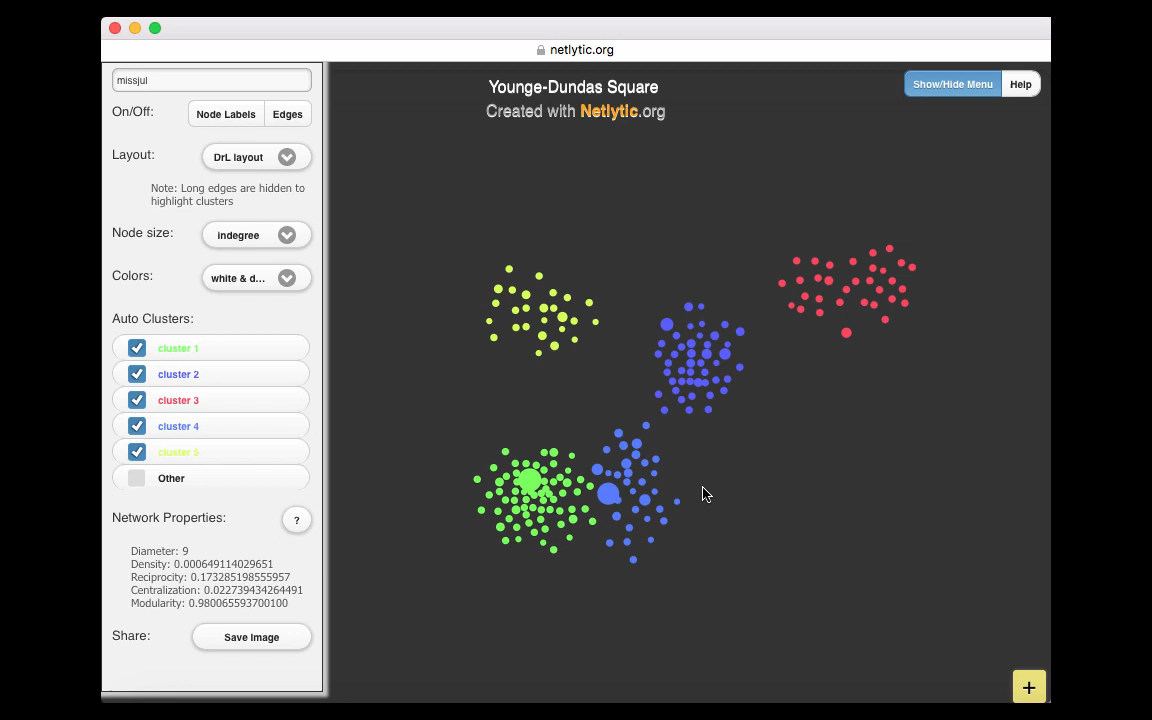 netlytic.org
missjul
On/Off:
Node Labels
Edges
Layout:
DrL layout
Note: Long edges are hidden to
highlight clusters
Node size:
indegree
Colors:
white & d...
Auto Clusters:
cluster 1
cluster 2
cluster 3
cluster 4
cluster 5
Other
Network Properties:
?
Diameter: 9
Density: 0.000649114029651
Reciprocity: 0.173285198555957
Centralization: 0.022739434264491
Modularity: 0.980065593700100
Share:
Save Image
Younge-Dundas Square
Created with Netlytic.org
Show/Hide Menu
Help
+